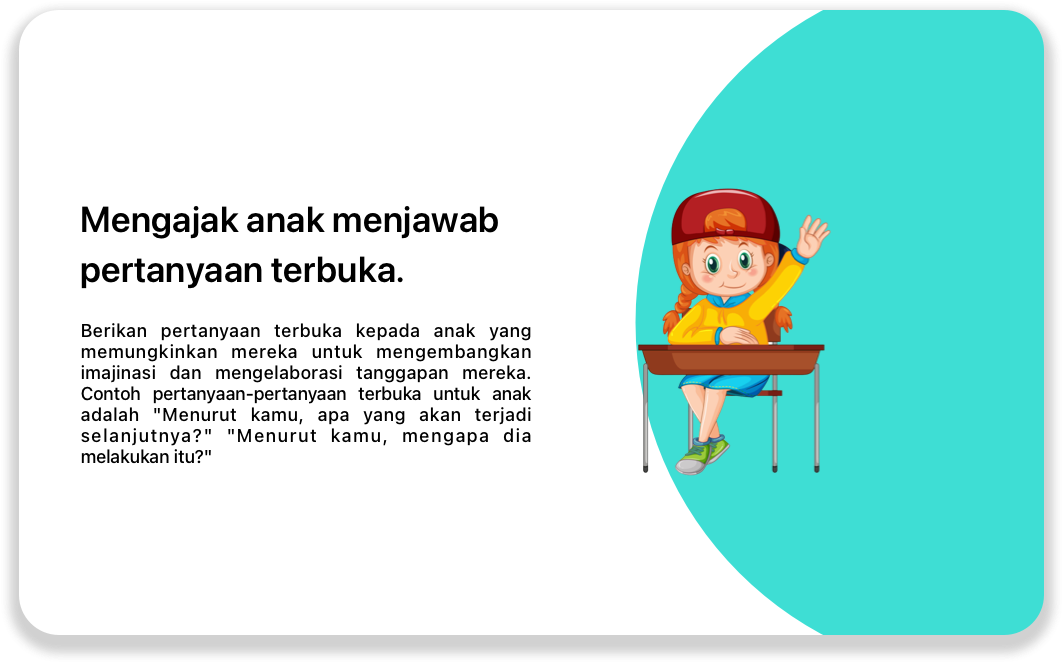 Mengajak anak menjawab
pertanyaan terbuka.
Berikan pertanyaan terbuka kepada anak yang
memungkinkan mereka untuk mengembangkan
imajinasi dan mengelaborasi tanggapan mereka.
Contoh pertanyaan-pertanyaan terbuka untuk anak
adalah "Menurut kamu, apa yang akan terjadi
selanjutnya?" "Menurut kamu, mengapa dia
melakukan itu?"